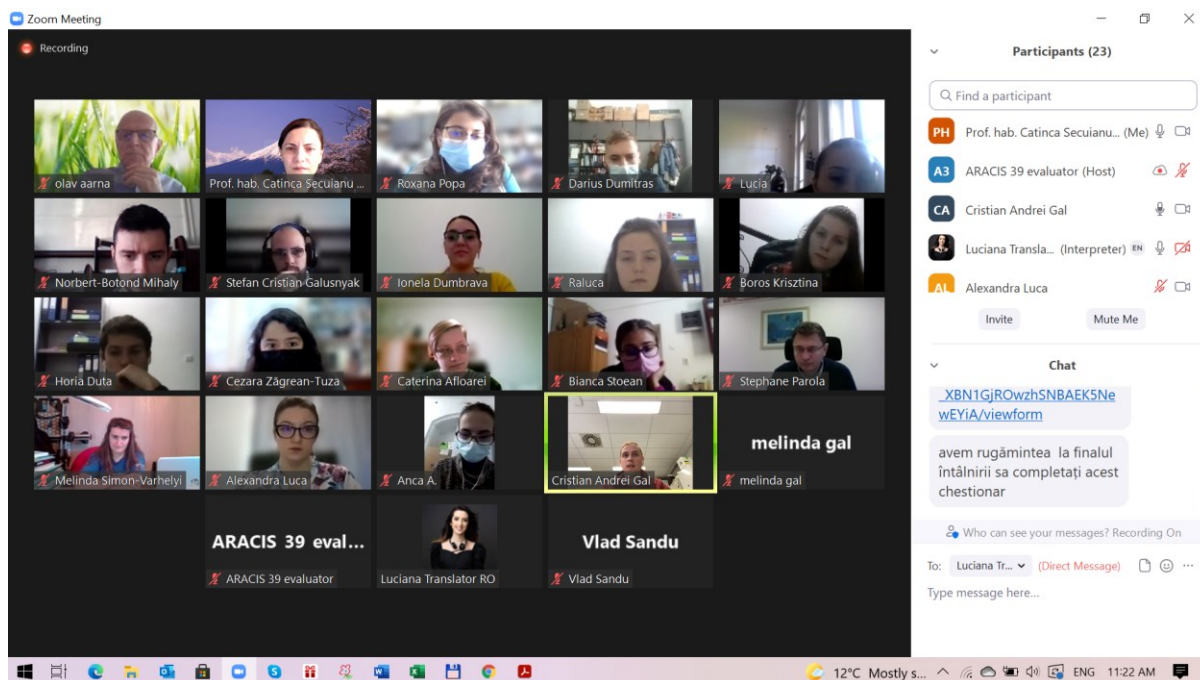 Zoom Meeting
Recording
olav aarna
Prof. hab. Catinca Secuianu ...
Roxana Popa
Darius Dumitras
Lucia
Norbert-Botond Mihaly
Stefan Cristian Galusnyak
Ionela Dumbrava
Raluca
Boros Krisztina
Horia Duta
Cezara Zăgrean-Tuza
Caterina Afloarei
Bianca Stoean
Stephane Parola
Melinda Simon-Varhelyi
Alexandra Luca
Anca A.
Cristian Andrei Gal
melinda gal
melinda gal
ARACIS 39 eval...
ARACIS 39 evaluator
Luciana Translator RO
Vlad Sandu
Vlad Sandu
Participants (23)
Find a participant
PH Prof. hab. Catinca Secuianu... (Me)
A3 ARACIS 39 evaluator (Host)
CA Cristian Andrei Gal
Luciana Transla... (Interpreter) EN
AL Alexandra Luca
Invite Mute Me
Chat
_XBN1GjROwzhSNBAEK5Ne
wEYiA/viewform
avem rugămintea la finalul
întâlnirii sa completați acest
chestionar
Who can see your messages? Recording On
To: Luciana Tr... (Direct Message)
Type message here...
12°C Mostly s... ENG 11:22 AM